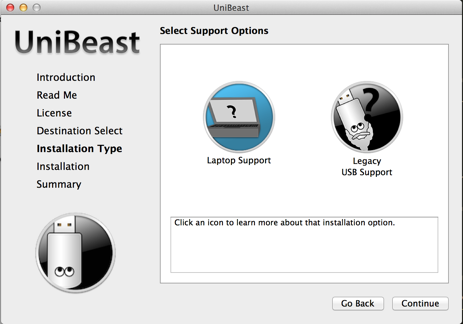 UniBeast
UniBeast
Select Support Options
Introduction
Read Me
License
Destination Select
Installation Type
Installation
Summary
?
Laptop Support
?
Legacy
USB Support
Click an icon to learn more about that installation option.
Go Back
Continue